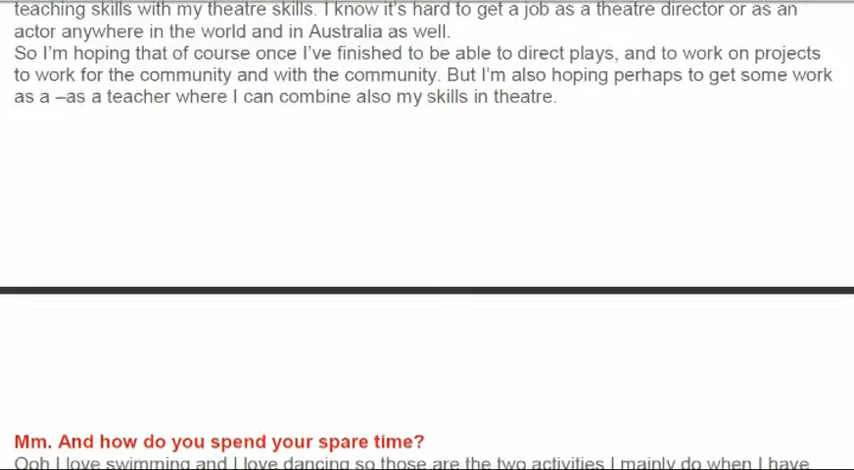 teaching skills with my theatre skills. I know it's hard to get a job as a theatre director or as an
actor anywhere in the world and in Australia as well.
So I'm hoping that of course once I've finished to be able to direct plays, and to work on projects
to work for the community and with the community. But I'm also hoping perhaps to get some work
as a –as a teacher where I can combine also my skills in theatre.
Mm. And how do you spend your spare time?
Ooh I love swimming and I love dancing so those are the two activities I mainly do when I have